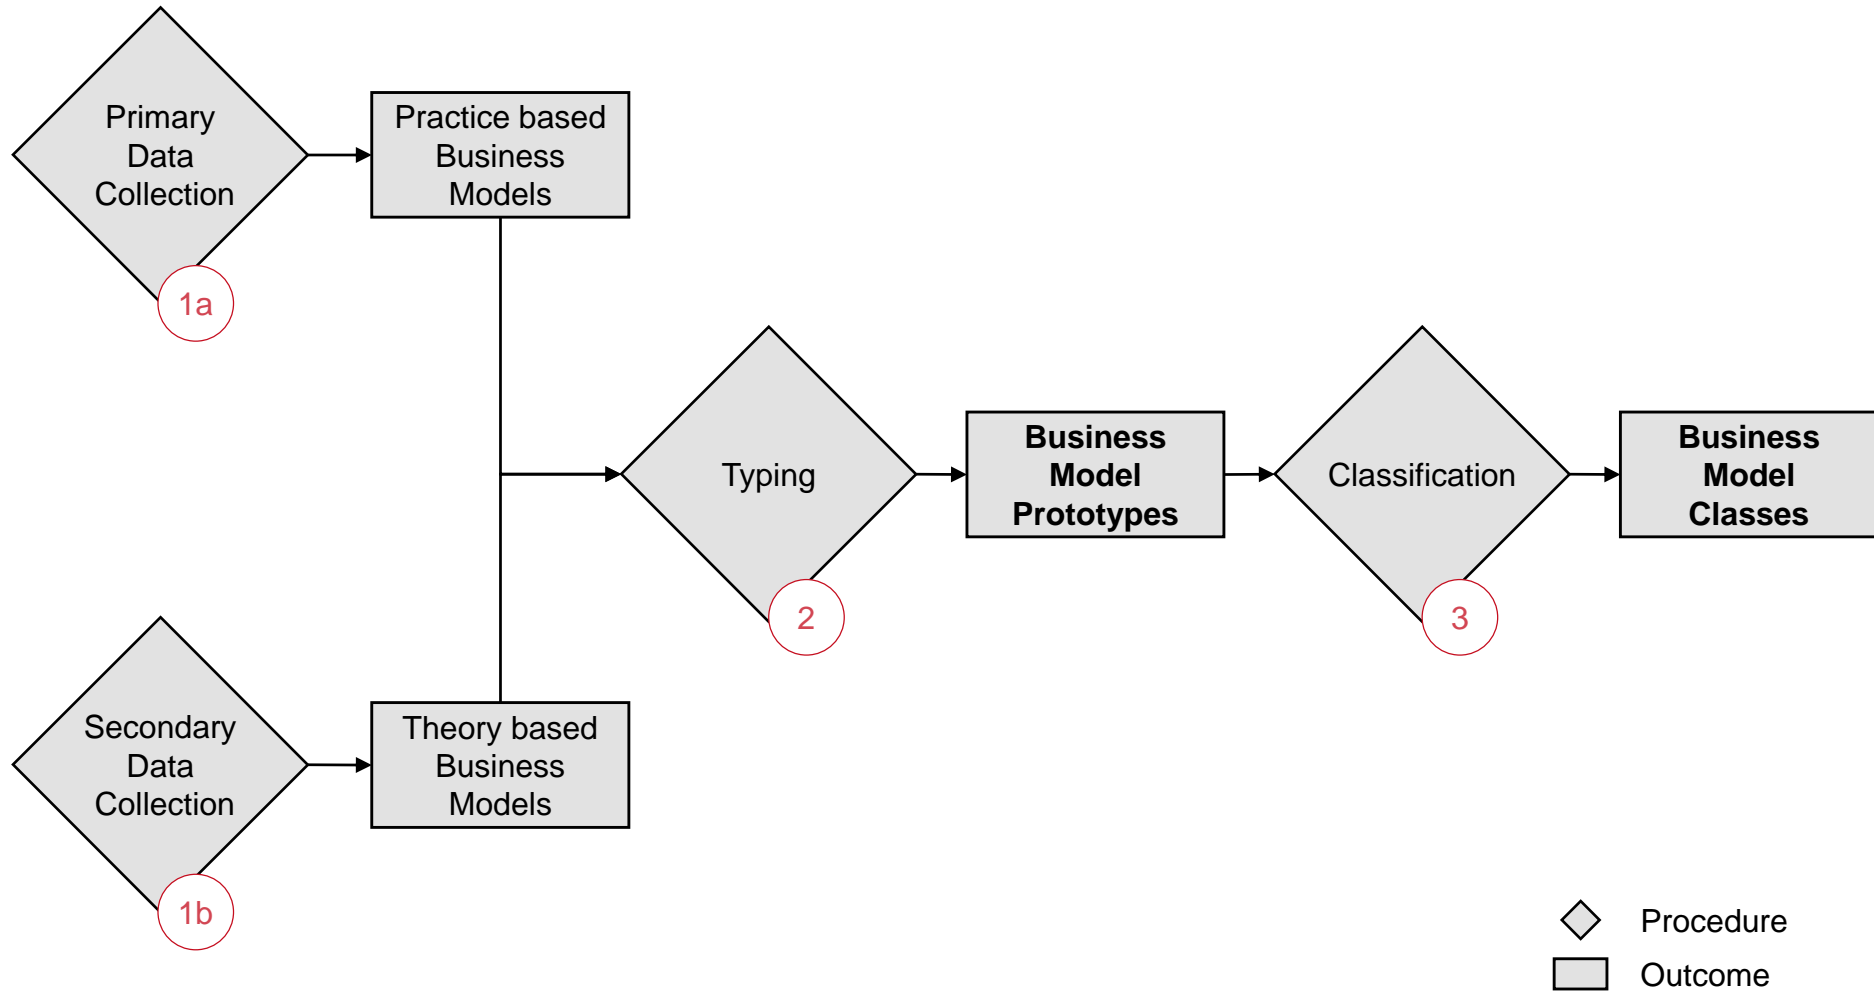 Primary
Data
Collection
1a
Practice based
Business
Models
Secondary
Data
Collection
1b
Theory based
Business
Models
Typing
2
Business
Model
Prototypes
Classification
3
Business
Model
Classes
Procedure
Outcome